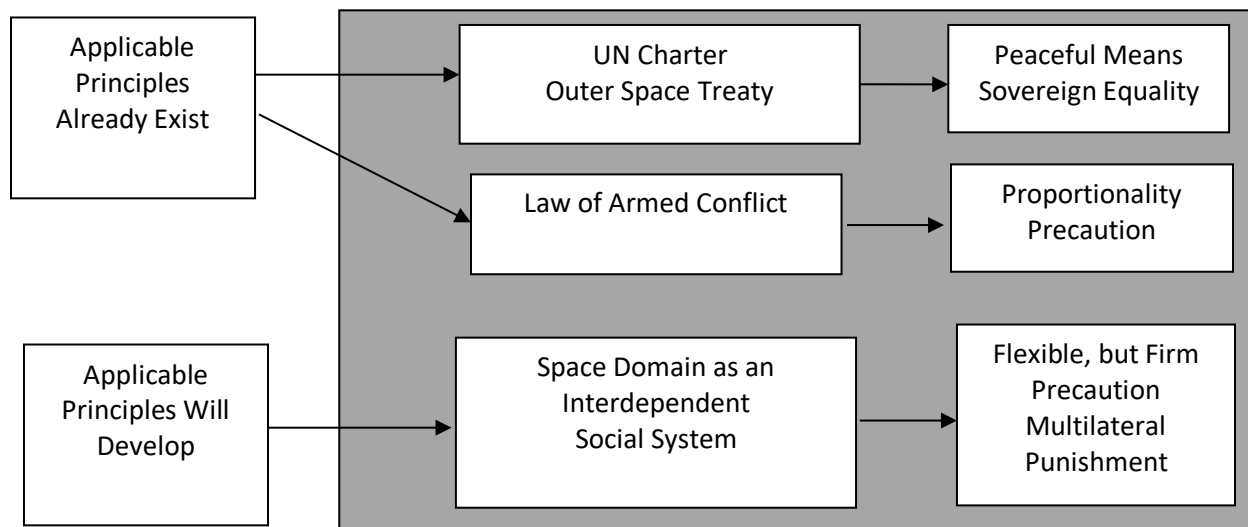 Applicable
Principles
Already Exist
UN Charter
Outer Space Treaty
Peaceful Means
Sovereign Equality
Law of Armed Conflict
Proportionality
Precaution
Applicable
Principles Will
Develop
Space Domain as an
Interdependent
Social System
Flexible, but Firm
Precaution
Multilateral
Punishment